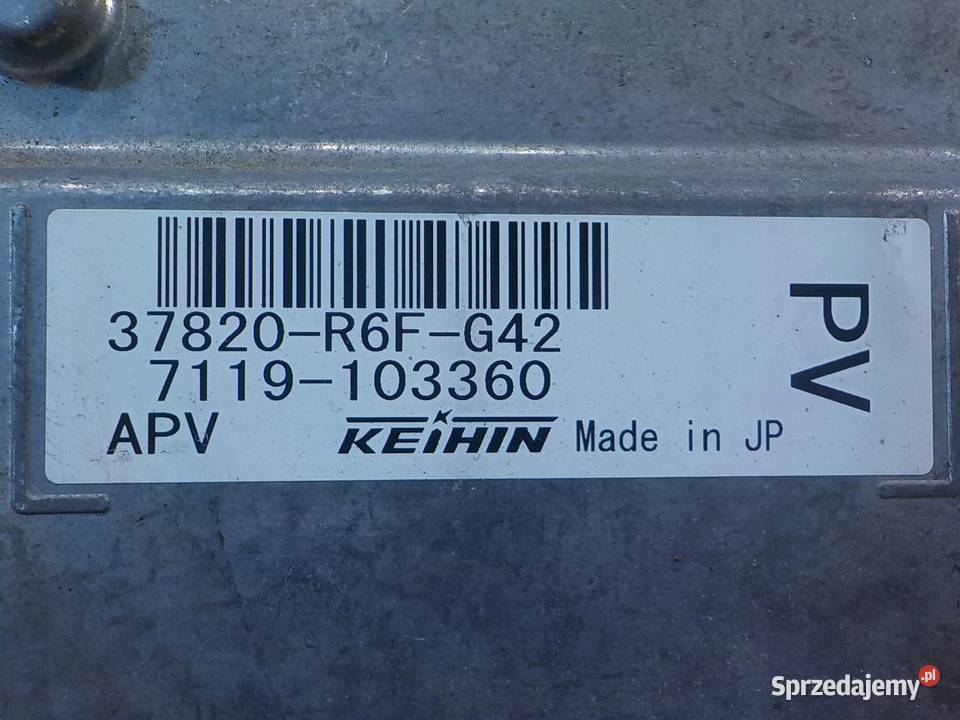 37820-R6F-G42
7119-103360
APV KEIHIN Made in JP
PV
Sprzedajemy.pl